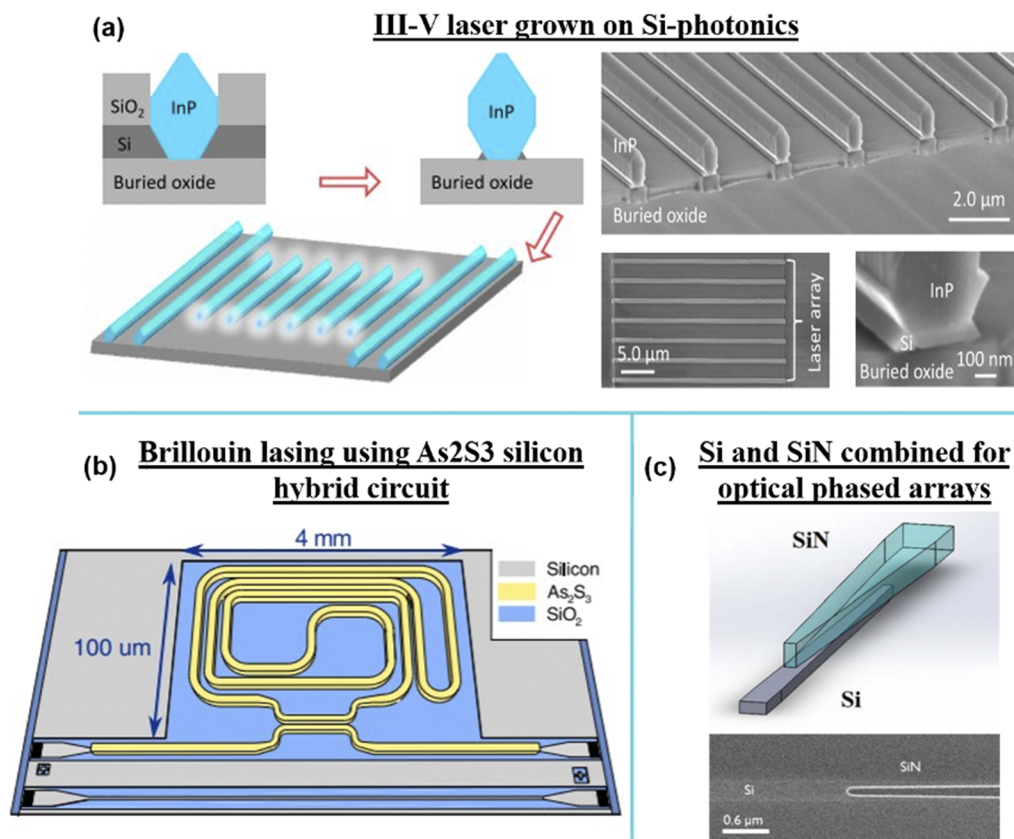 (a)
III-V laser grown on Si-photonics
SiO2
InP
Si
Buried oxide
InP
Buried oxide
InP
Buried oxide
2.0 μm
5.0 μm
Laser array
InP
Si
Buried oxide
100 nm
(b)
Brillouin lasing using As2S3 silicon
hybrid circuit
4 mm
100 um
Silicon
As2S3
SiO2
(c)
Si and SiN combined for
optical phased arrays
SiN
Si
SiN
Si
0.6 μm